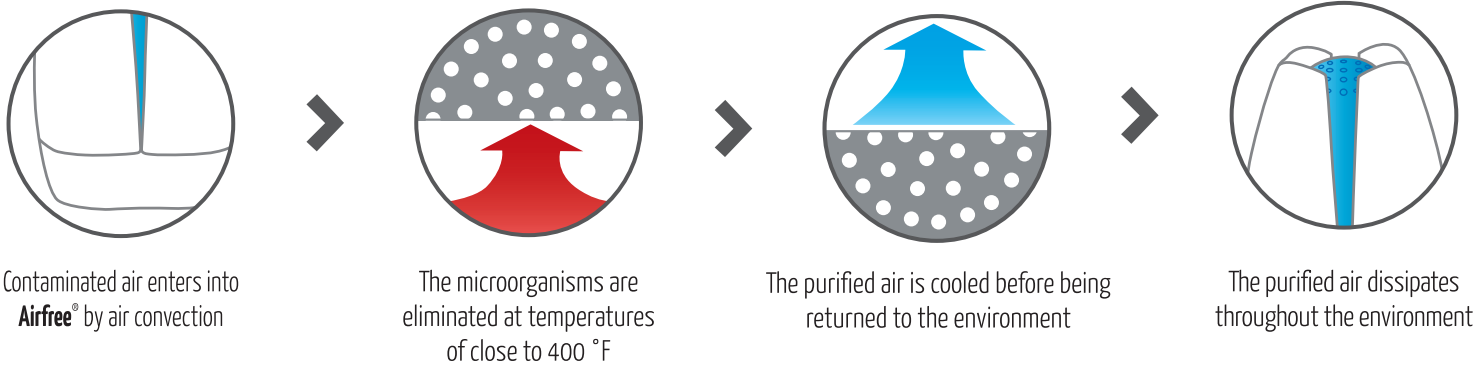 Contaminated air enters into
Airfree® by air convection
The microorganisms are
eliminated at temperatures
of close to 400 ˚F
The purified air is cooled before being
returned to the environment
The purified air dissipates
throughout the environment